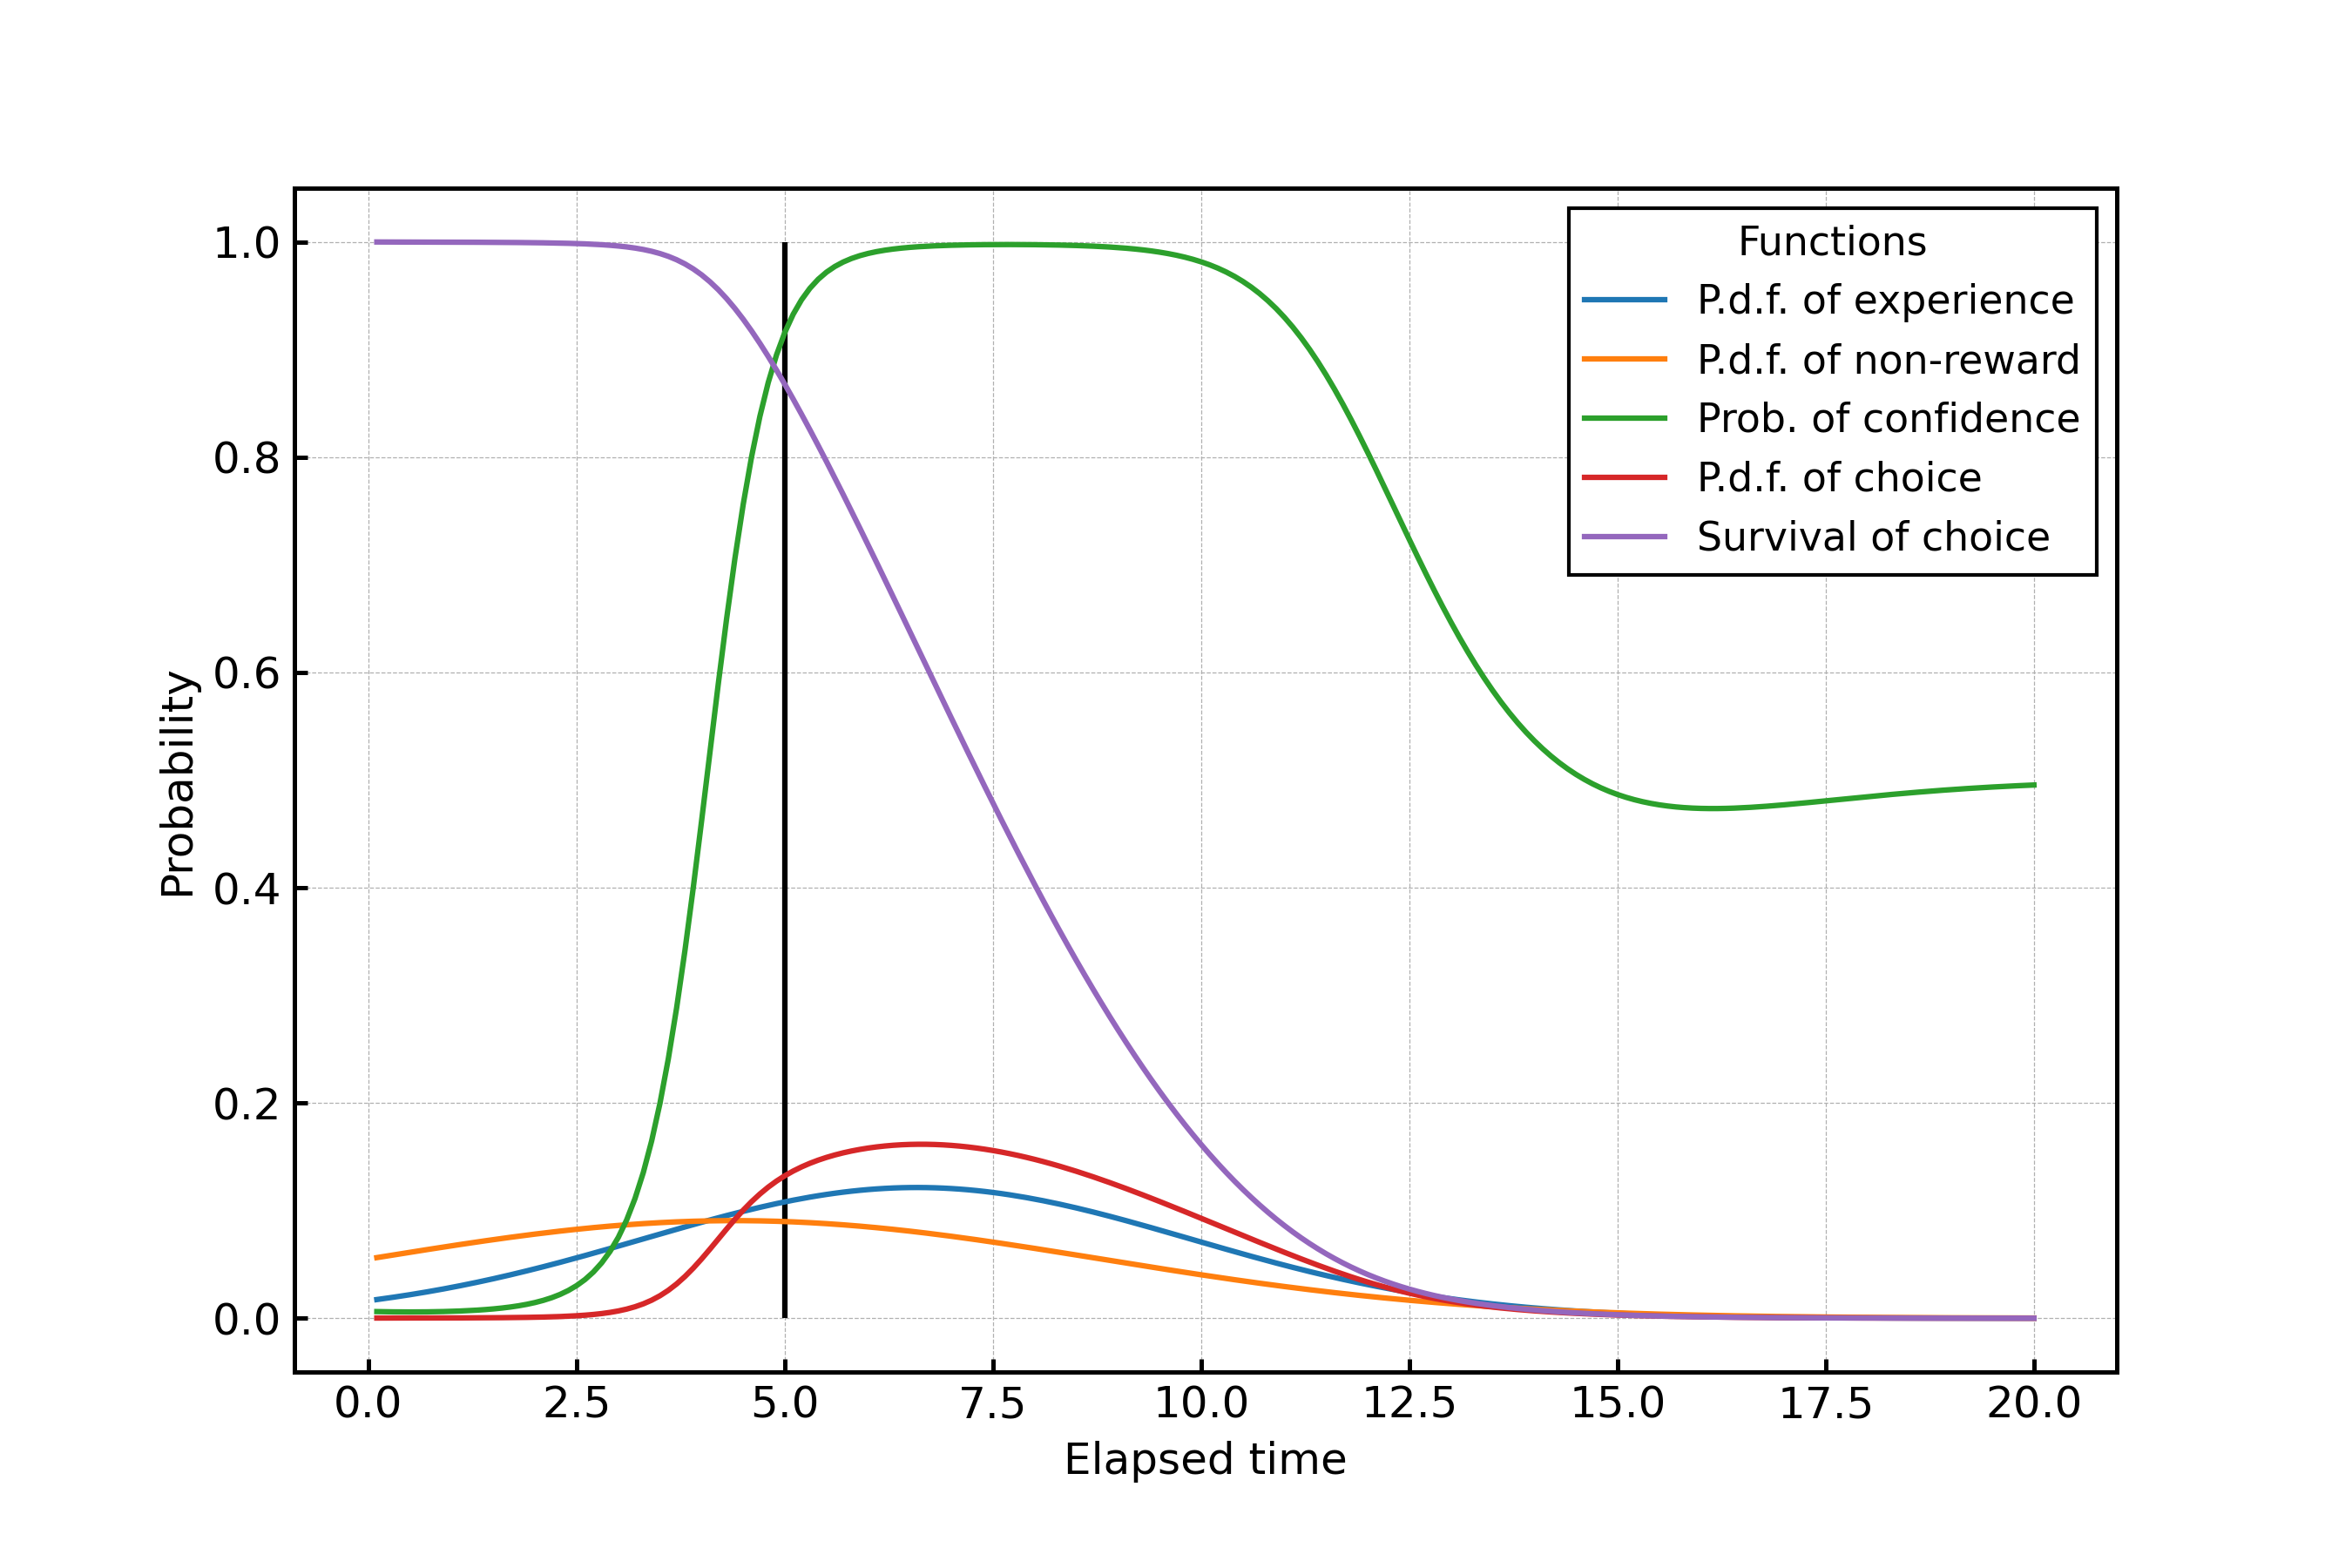 Functions
P.d.f. of experience
P.d.f. of non-reward
Prob. of confidence
P.d.f. of choice
Survival of choice
Probability
1.0
0.8
0.6
0.4
0.2
0.0
0.0 2.5 5.0 7.5 10.0 12.5 15.0 17.5 20.0
Elapsed time